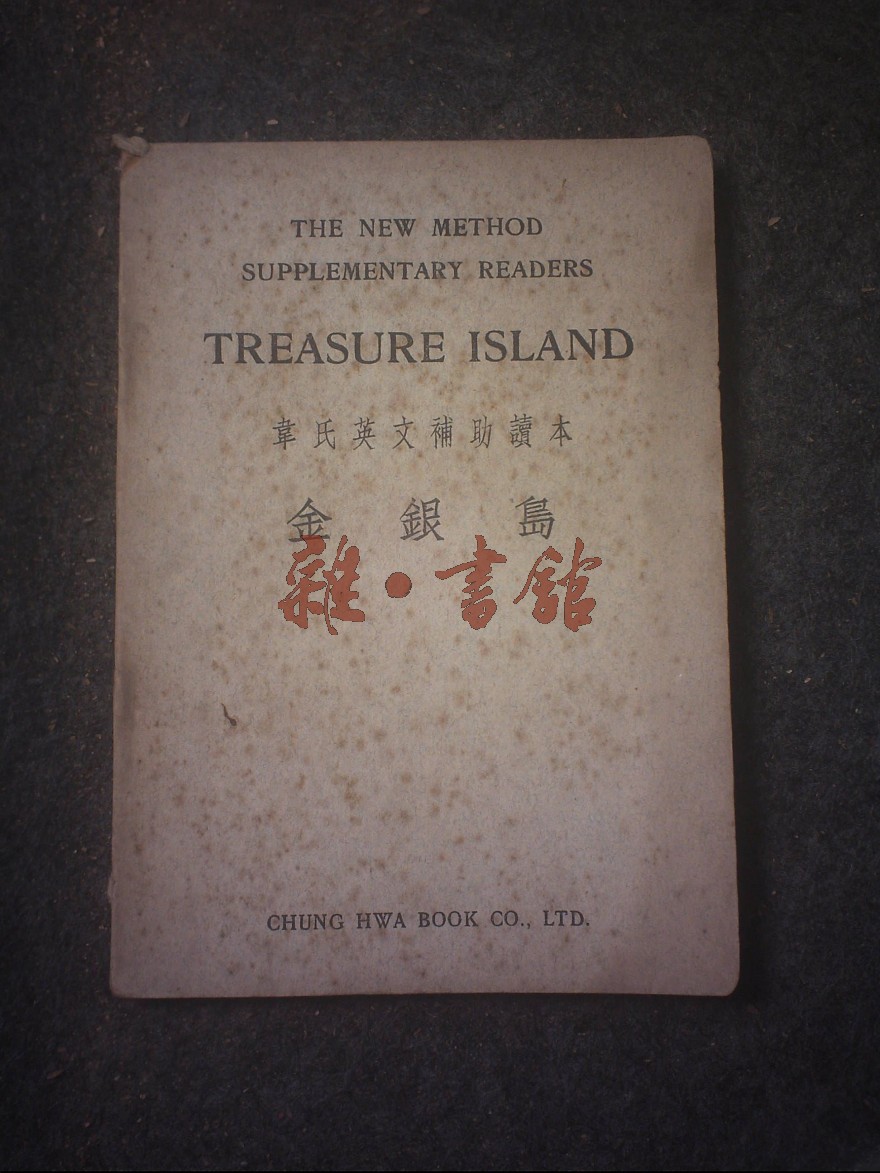 THE NEW METHOD
SUPPLEMENTARY READERS
TREASURE ISLAND
韋氏英文補助讀本
金銀島
雜·書館
CHUNG HWA BOOK CO., LTD.